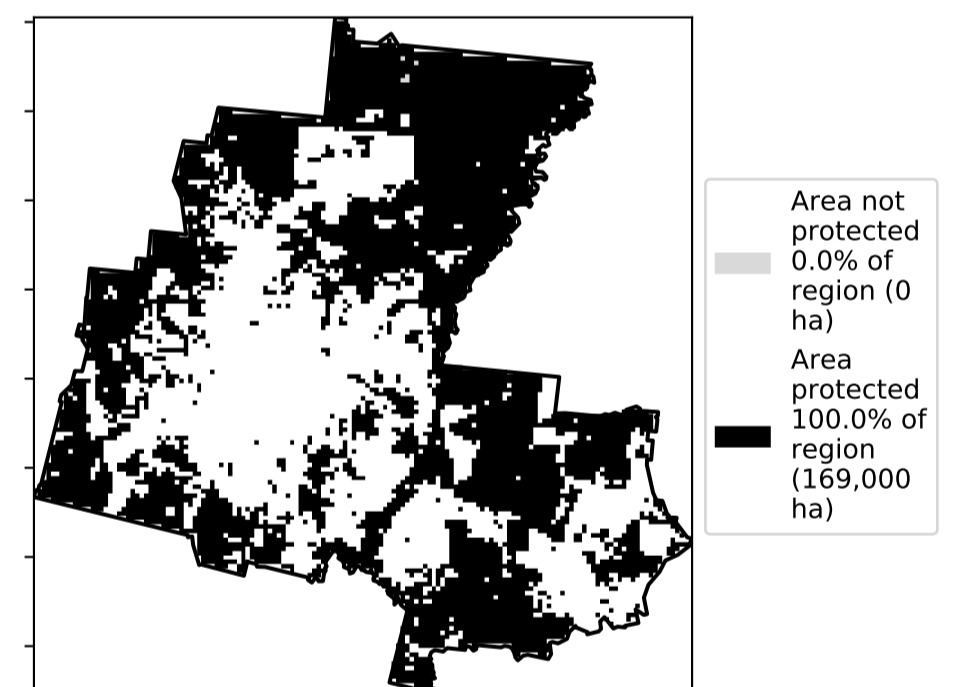 Area not
protected
0.0% of
region (0
ha)
Area
protected
100.0% of
region
(169,000
ha)